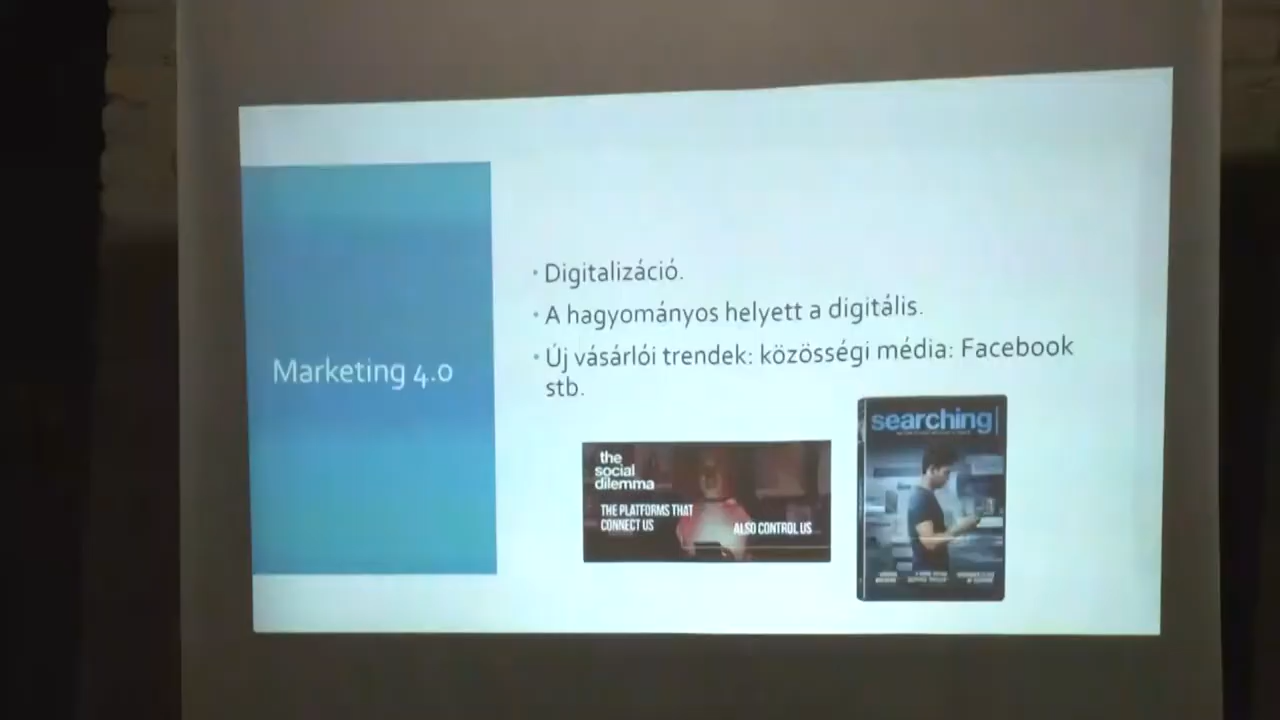 Marketing 4.0
• Digitalizáció.
• A hagyományos helyett a digitális.
• Új vásárlói trendek: közösségi média: Facebook
stb.
the
social
dilemma
THE PLATFORMS THAT
CONNECT US
ALSO CONTROL US
searching